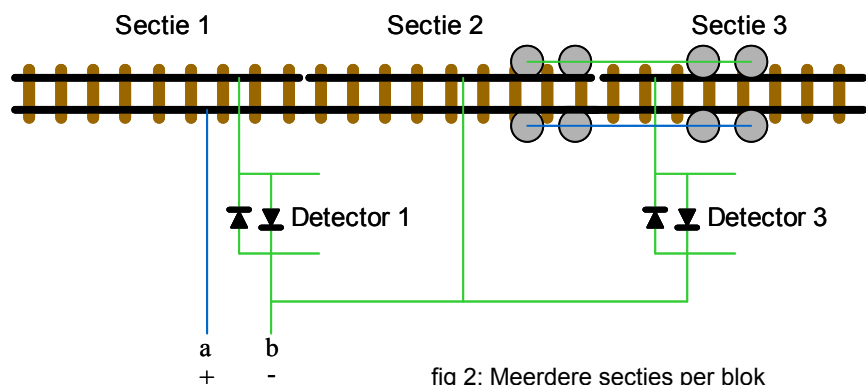 Sectie 1 Sectie 2 Sectie 3
Detector 1 Detector 3
a b
+ - fig 2: Meerdere secties per blok